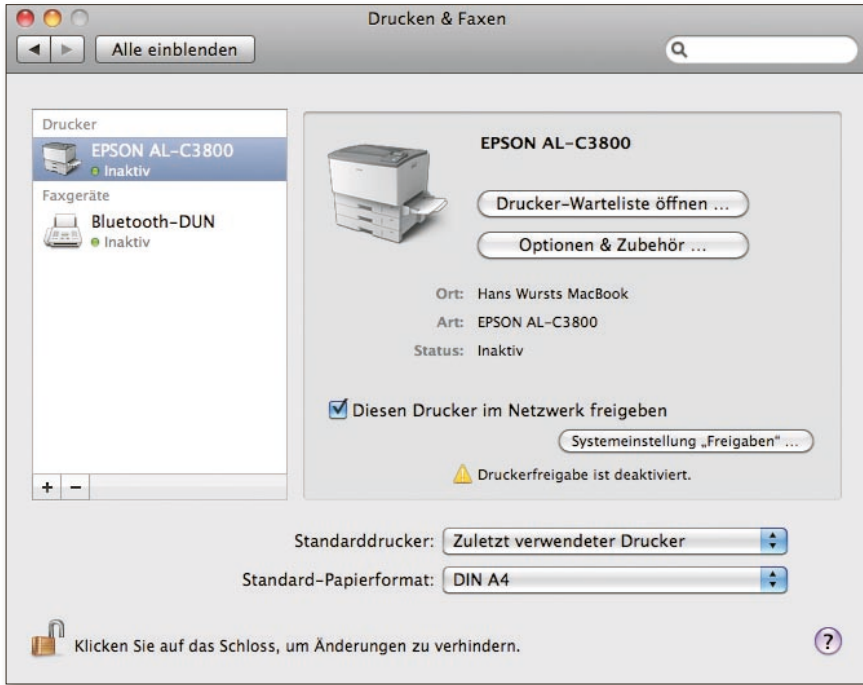 Drucken & Faxen
Alle einblenden
Drucker
EPSON AL-C3800
Inaktiv
Faxgeräte
Bluetooth-DUN
Inaktiv
+ −
EPSON AL-C3800
Drucker-Warteliste öffnen ...
Optionen & Zubehör ...
Ort: Hans Wursts MacBook
Art: EPSON AL-C3800
Status: Inaktiv
Diesen Drucker im Netzwerk freigeben
Systemeinstellung „Freigaben“ ...
Druckerfreigabe ist deaktiviert.
Standarddrucker: Zuletzt verwendeter Drucker
Standard-Papierformat: DIN A4
Klicken Sie auf das Schloss, um Änderungen zu verhindern.
?